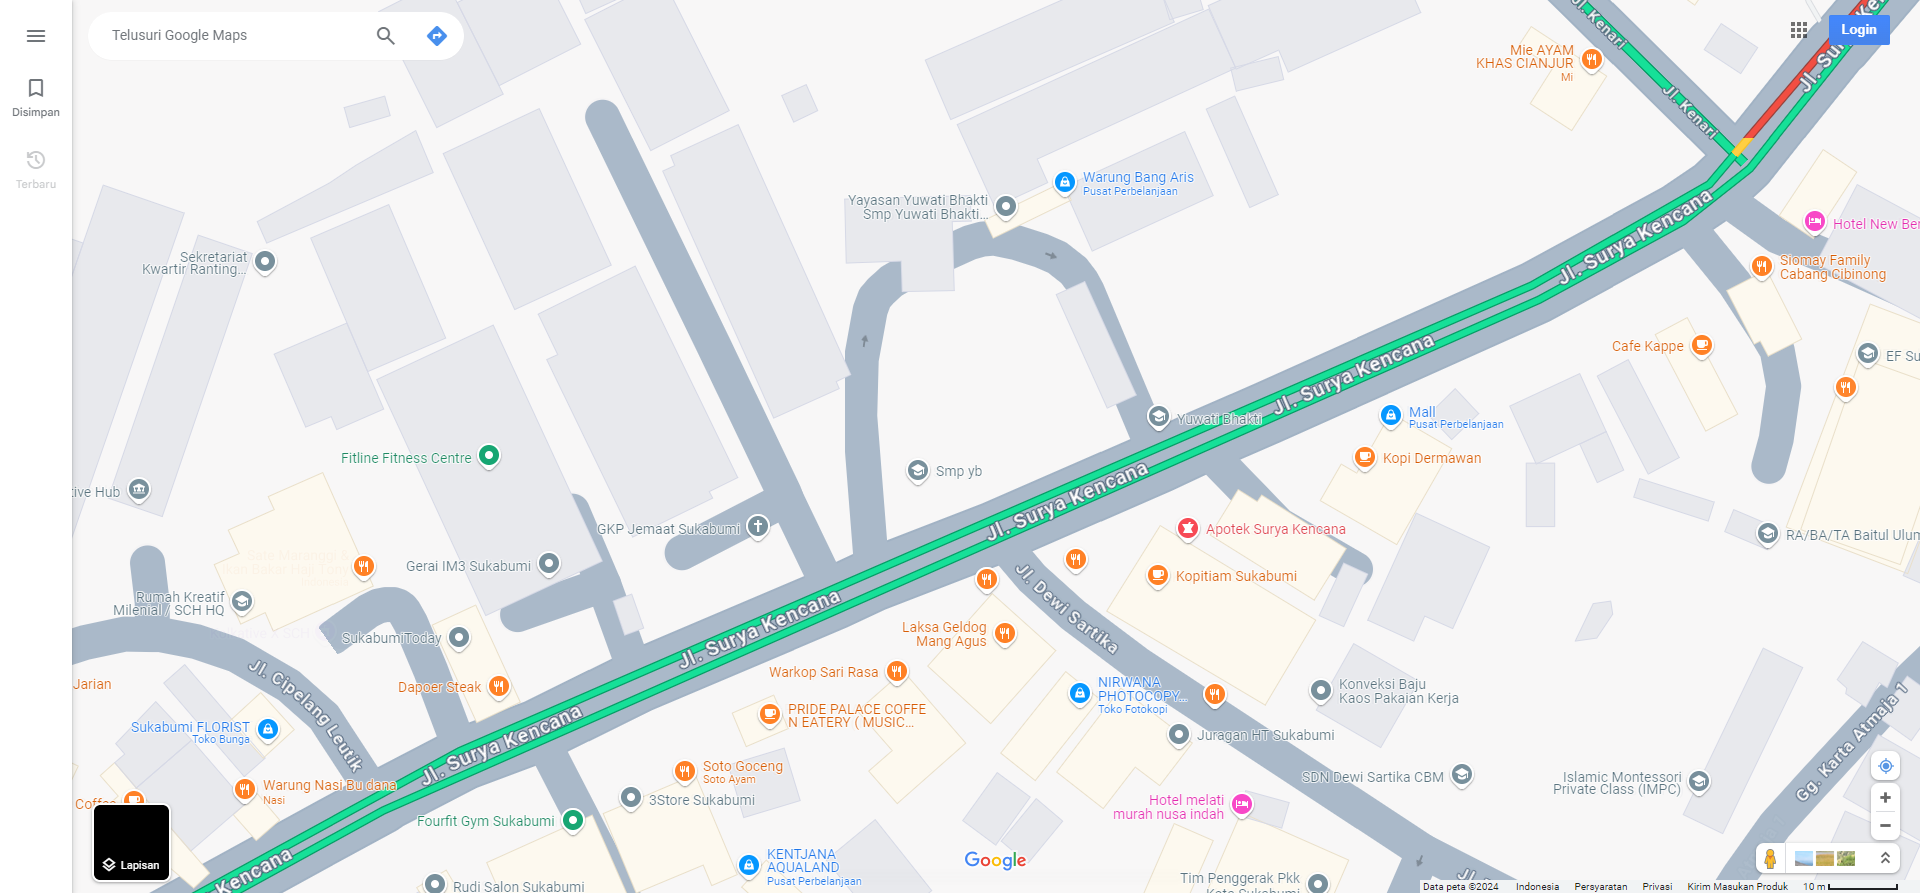 Telusuri Google Maps
Login
Disimpan
Terbaru
Jl. Kenari
Jl. Kenari
Jl. Sur
Ken
Mie AYAM
KHAS CIANJUR
Mi
Warung Bang Aris
Pusat Perbelanjaan
Yayasan Yuwati Bhakti
Smp Yuwati Bhakti...
Jl. Surya Kencana
Hotel New Ber
Siomay Family
Cabang Cibinong
Sekretariat
Kwartir Ranting...
Cafe Kappe
EF Su
Jl. Surya Kencana
Yuwati Bhakti
Mall
Pusat Perbelanjaan
Fitline Fitness Centre
Kopi Dermawan
Smp yb
tive Hub
Jl. Surya Kencana
GKP Jemaat Sukabumi
Apotek Surya Kencana
RA/BA/TA Baitul Ulum
Gerai IM3 Sukabumi
Kopitiam Sukabumi
Rumah Kreatif
Milenial / SCH HQ
Jl. Dewi Sartika
Jl. Surya Kencana
SukabumiToday
Laksa Geldog
Mang Agus
Warkop Sari Rasa
Jarian
Jl. Cipelang Leutik
Dapoer Steak
NIRWANA
PHOTOCOPY...
Toko Fotokopi
Konveksi Baju
Kaos Pakaian Kerja
PRIDE PALACE COFFE
N EATERY ( MUSIC...
Sukabumi FLORIST
Toko Bunga
Jl. Surya Kencana
Juragan HT Sukabumi
Gg. Karta Atmaja 1
Soto Goceng
Soto Ayam
SDN Dewi Sartika CBM
Islamic Montessori
Private Class (IMPC)
Warung Nasi Bu dana
Nasi
Coffee
3Store Sukabumi
Hotel melati
murah nusa indah
Fourfit Gym Sukabumi
Lapisan
KENTJANA
AQUALAND
Pusat Perbelanjaan
Google
Kencana
Rudi Salon Sukabumi
Tim Penggerak Pkk
Kota Sukabumi
Data peta ©2024
Indonesia
Persyaratan
Privasi
Kirim Masukan Produk
10 m